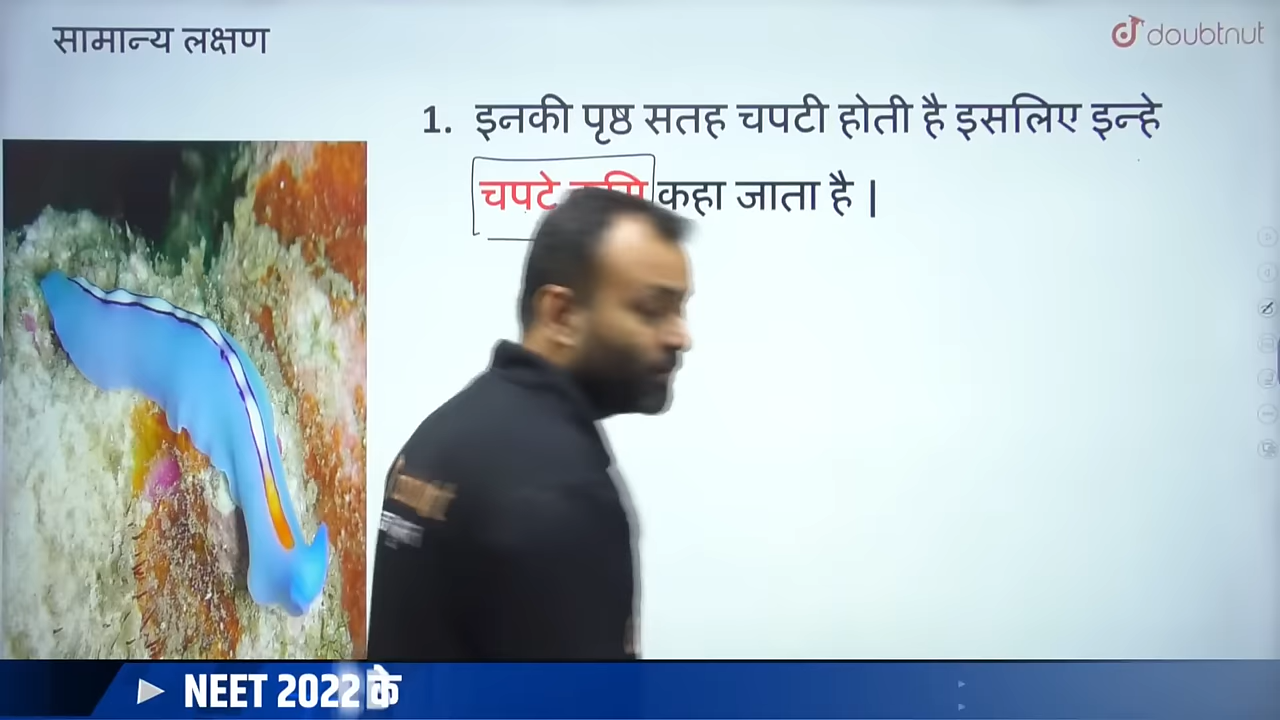 सामान्य लक्षण
doubtnut
1. इनकी पृष्ठ सतह चपटी होती है इसलिए इन्हे
चपटे कहा जाता है |
NEET 2022 के